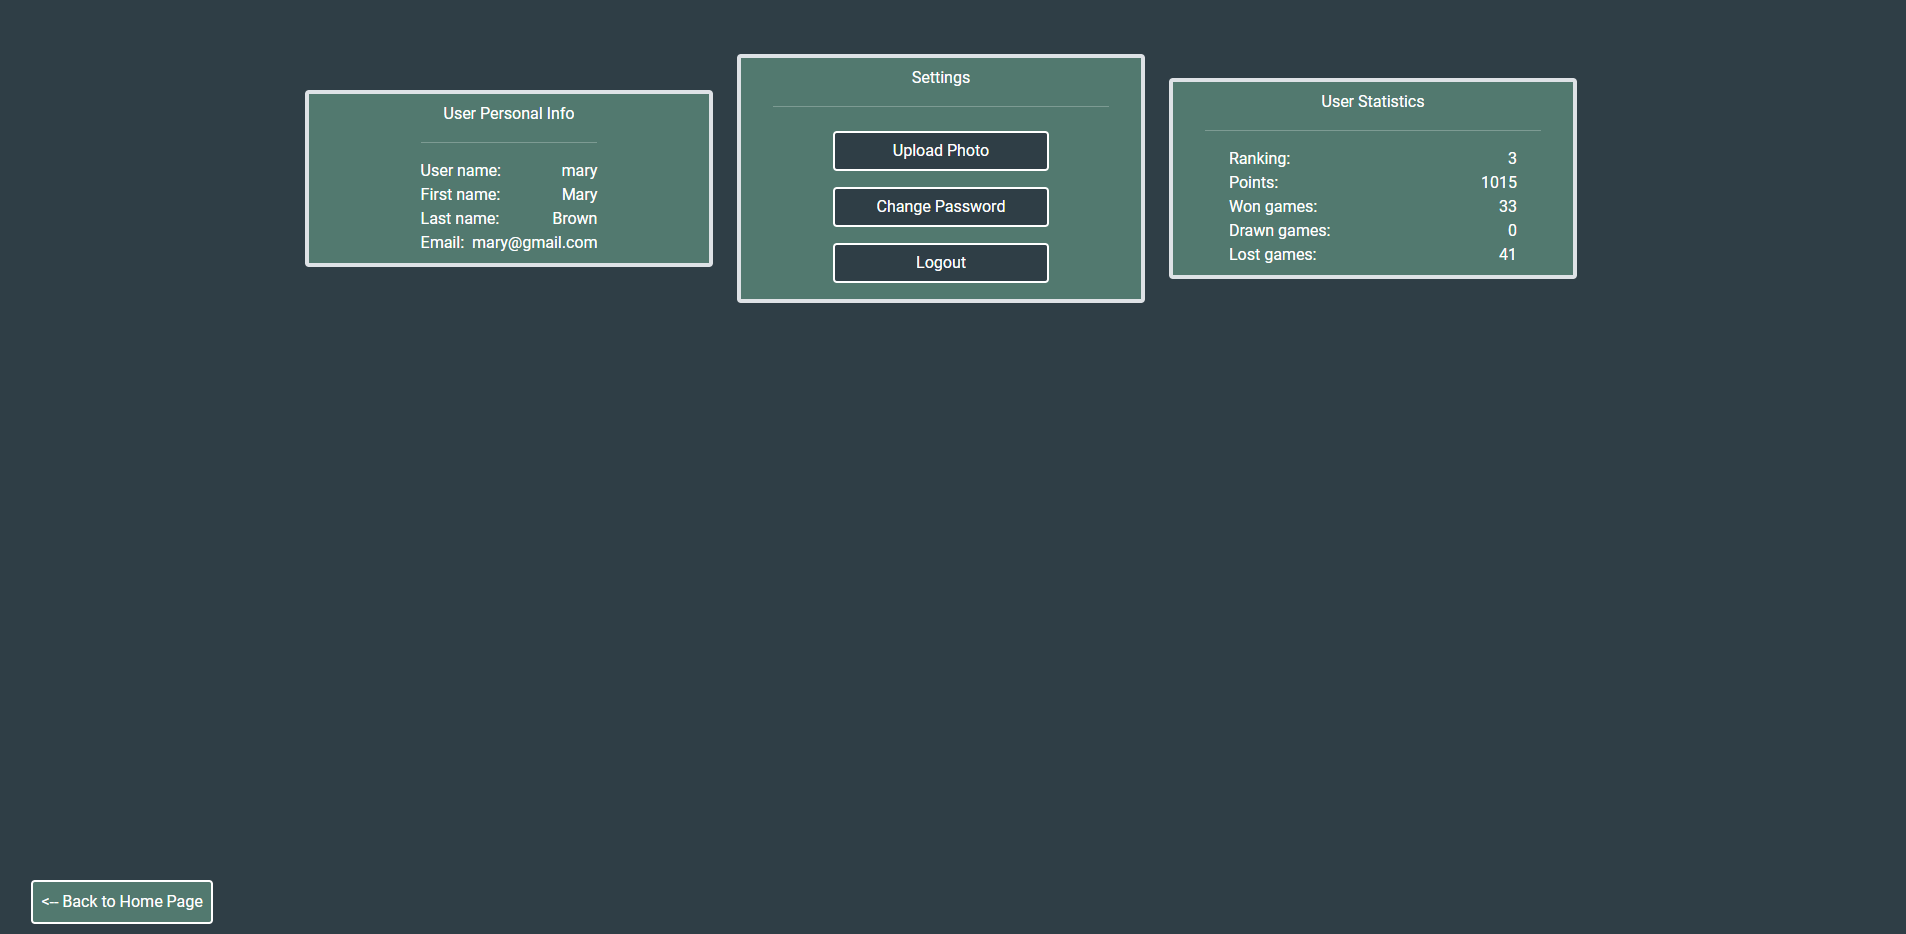 User Personal Info
User name: mary
First name: Mary
Last name: Brown
Email: mary@gmail.com
Settings
Upload Photo
Change Password
Logout
User Statistics
Ranking: 3
Points: 1015
Won games: 33
Drawn games: 0
Lost games: 41
<-- Back to Home Page